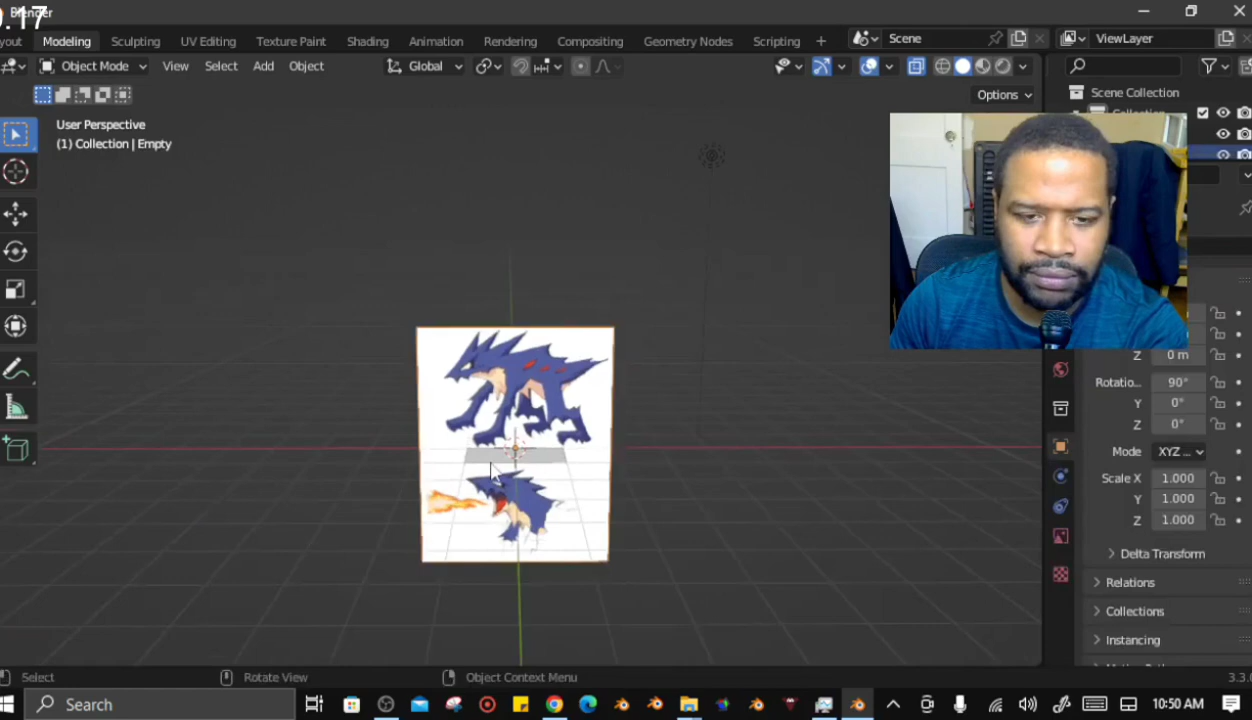 0.17
Blender
Modeling Sculpting UV Editing Texture Paint Shading Animation Rendering Compositing Geometry Nodes Scripting + Scene ViewLayer
Object Mode View Select Add Object Global
Options
Scene Collection
User Perspective
(1) Collection | Empty
Z 0 m
Rotatio... 90°
Y 0°
Z 0°
Mode XYZ ...
Scale X 1.000
Y 1.000
Z 1.000
Delta Transform
Relations
Collections
Instancing
Select Rotate View Object Context Menu
Search 10:50 AM